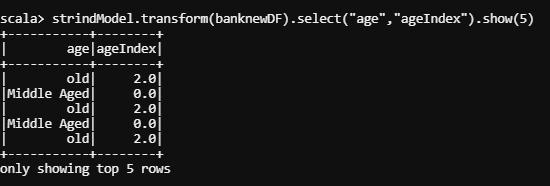 scala> strindModel.transform(banknewDF).select("age","ageIndex").show(5)
+-----------+--------+
|        age|ageIndex|
+-----------+--------+
|        old|     2.0|
|Middle Aged|     0.0|
|        old|     2.0|
|Middle Aged|     0.0|
|        old|     2.0|
+-----------+--------+
only showing top 5 rows